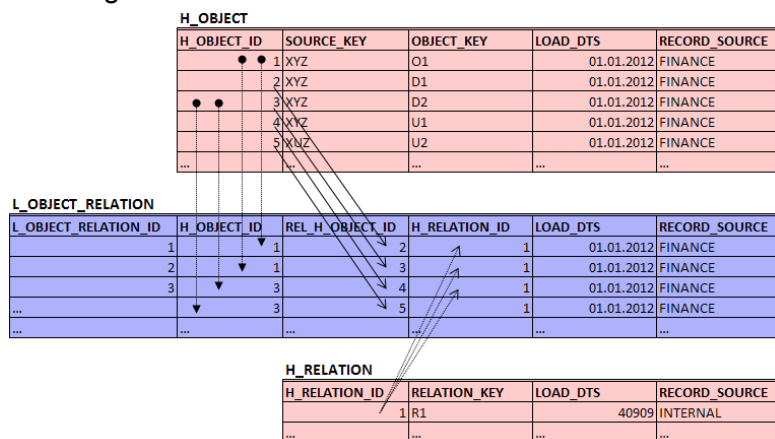 H_OBJECT
H_OBJECT_ID SOURCE_KEY OBJECT_KEY LOAD_DTS RECORD_SOURCE
1 XYZ O1 01.01.2012 FINANCE
2 XYZ D1 01.01.2012 FINANCE
3 XYZ D2 01.01.2012 FINANCE
4 XYZ U1 01.01.2012 FINANCE
5 XUZ U2 01.01.2012 FINANCE
... ... ... ... ...
L_OBJECT_RELATION
L_OBJECT_RELATION_ID H_OBJECT_ID REL_H_OBJECT_ID H_RELATION_ID LOAD_DTS RECORD_SOURCE
1 1 2 1 01.01.2012 FINANCE
2 1 3 1 01.01.2012 FINANCE
3 3 4 1 01.01.2012 FINANCE
... 3 5 1 01.01.2012 FINANCE
... ... ... ... ... ...
H_RELATION
H_RELATION_ID RELATION_KEY LOAD_DTS RECORD_SOURCE
1 R1 40909 INTERNAL
... ... ... ...